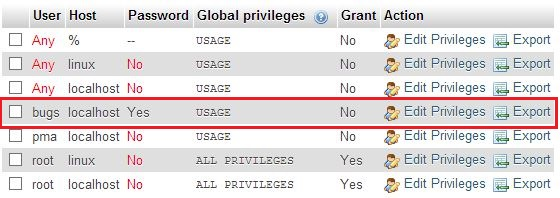 User Host Password Global privileges Grant Action
Any % -- USAGE No Edit Privileges Export
Any linux No USAGE No Edit Privileges Export
Any localhost No USAGE No Edit Privileges Export
bugs localhost Yes USAGE No Edit Privileges Export
pma localhost No USAGE No Edit Privileges Export
root linux No ALL PRIVILEGES Yes Edit Privileges Export
root localhost No ALL PRIVILEGES Yes Edit Privileges Export